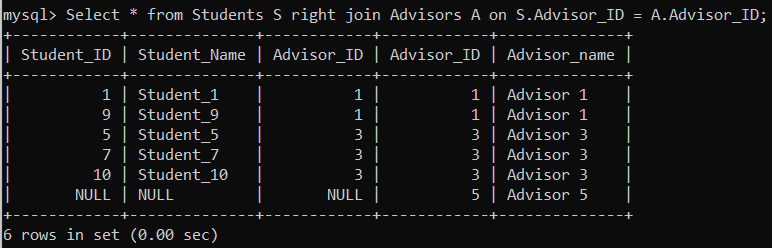 mysql> Select * from Students S right join Advisors A on S.Advisor_ID = A.Advisor_ID;
+------------+--------------+------------+------------+--------------+
| Student_ID | Student_Name | Advisor_ID | Advisor_ID | Advisor_name |
+------------+--------------+------------+------------+--------------+
|          1 | Student_1    |          1 |          1 | Advisor 1    |
|          9 | Student_9    |          1 |          1 | Advisor 1    |
|          5 | Student_5    |          3 |          3 | Advisor 3    |
|          7 | Student_7    |          3 |          3 | Advisor 3    |
|         10 | Student_10   |          3 |          3 | Advisor 3    |
|       NULL | NULL         |       NULL |          5 | Advisor 5    |
+------------+--------------+------------+------------+--------------+
6 rows in set (0.00 sec)